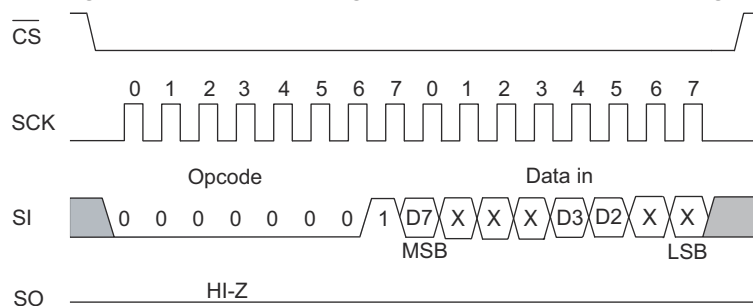 CS
0 1 2 3 4 5 6 7 0 1 2 3 4 5 6 7
SCK
Opcode Data in
SI 0 0 0 0 0 0 0 1 D7 X X X D3 D2 X X
MSB LSB
HI-Z
SO